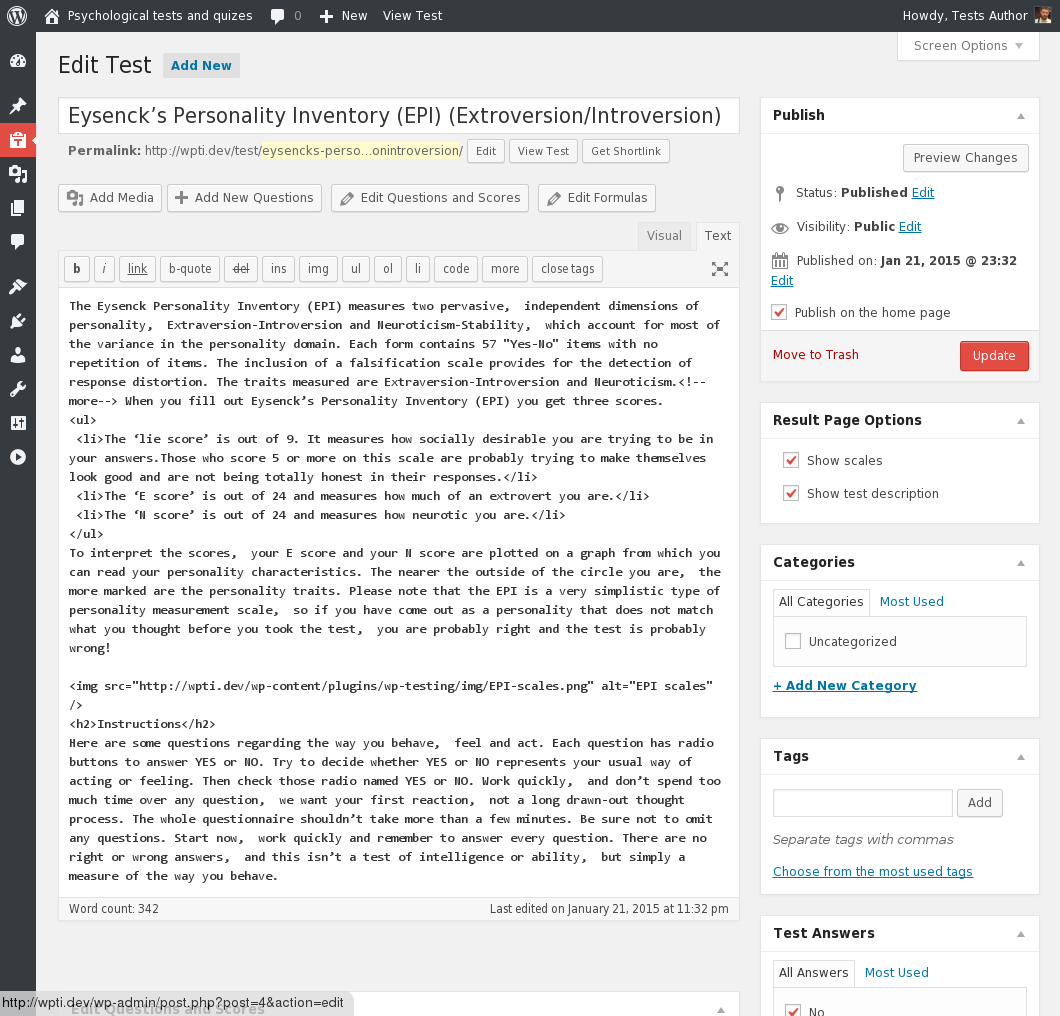 Psychological tests and quizes 0 New View Test Howdy, Tests Author
Screen Options
Edit Test Add New
Eysenck’s Personality Inventory (EPI) (Extroversion/Introversion)
Permalink: http://wpti.dev/test/eysencks-perso…onintroversion/ Edit View Test Get Shortlink
Add Media Add New Questions Edit Questions and Scores Edit Formulas
Visual Text
b i link b-quote del ins img ul ol li code more close tags
The Eysenck Personality Inventory (EPI) measures two pervasive,  independent dimensions of
personality,  Extraversion-Introversion and Neuroticism-Stability,  which account for most of
the variance in the personality domain. Each form contains 57 "Yes-No" items with no
repetition of items. The inclusion of a falsification scale provides for the detection of
response distortion. The traits measured are Extraversion-Introversion and Neuroticism.<!--
more--> When you fill out Eysenck’s Personality Inventory (EPI) you get three scores.
<ul>
<li>The ‘lie score’ is out of 9. It measures how socially desirable you are trying to be in
your answers.Those who score 5 or more on this scale are probably trying to make themselves
look good and are not being totally honest in their responses.</li>
<li>The ‘E score’ is out of 24 and measures how much of an extrovert you are.</li>
<li>The ‘N score’ is out of 24 and measures how neurotic you are.</li>
</ul>
To interpret the scores,  your E score and your N score are plotted on a graph from which you
can read your personality characteristics. The nearer the outside of the circle you are,  the
more marked are the personality traits. Please note that the EPI is a very simplistic type of
personality measurement scale,  so if you have come out as a personality that does not match
what you thought before you took the test,  you are probably right and the test is probably
wrong!
<img src="http://wpti.dev/wp-content/plugins/wp-testing/img/EPI-scales.png" alt="EPI scales"
/>
<h2>Instructions</h2>
Here are some questions regarding the way you behave,  feel and act. Each question has radio
buttons to answer YES or NO. Try to decide whether YES or NO represents your usual way of
acting or feeling. Then check those radio named YES or NO. Work quickly,  and don’t spend too
much time over any question,  we want your first reaction,  not a long drawn-out thought
process. The whole questionnaire shouldn’t take more than a few minutes. Be sure not to omit
any questions. Start now,  work quickly and remember to answer every question. There are no
right or wrong answers,  and this isn’t a test of intelligence or ability,  but simply a
measure of the way you behave.
Word count: 342 Last edited on January 21, 2015 at 11:32 pm
Edit Questions and Scores
http://wpti.dev/wp-admin/post.php?post=4&action=edit
Publish
Preview Changes
Status: Published Edit
Visibility: Public Edit
Published on: Jan 21, 2015 @ 23:32
Edit
Publish on the home page
Move to Trash Update
Result Page Options
Show scales
Show test description
Categories
All Categories Most Used
Uncategorized
+ Add New Category
Tags
Add
Separate tags with commas
Choose from the most used tags
Test Answers
All Answers Most Used
No